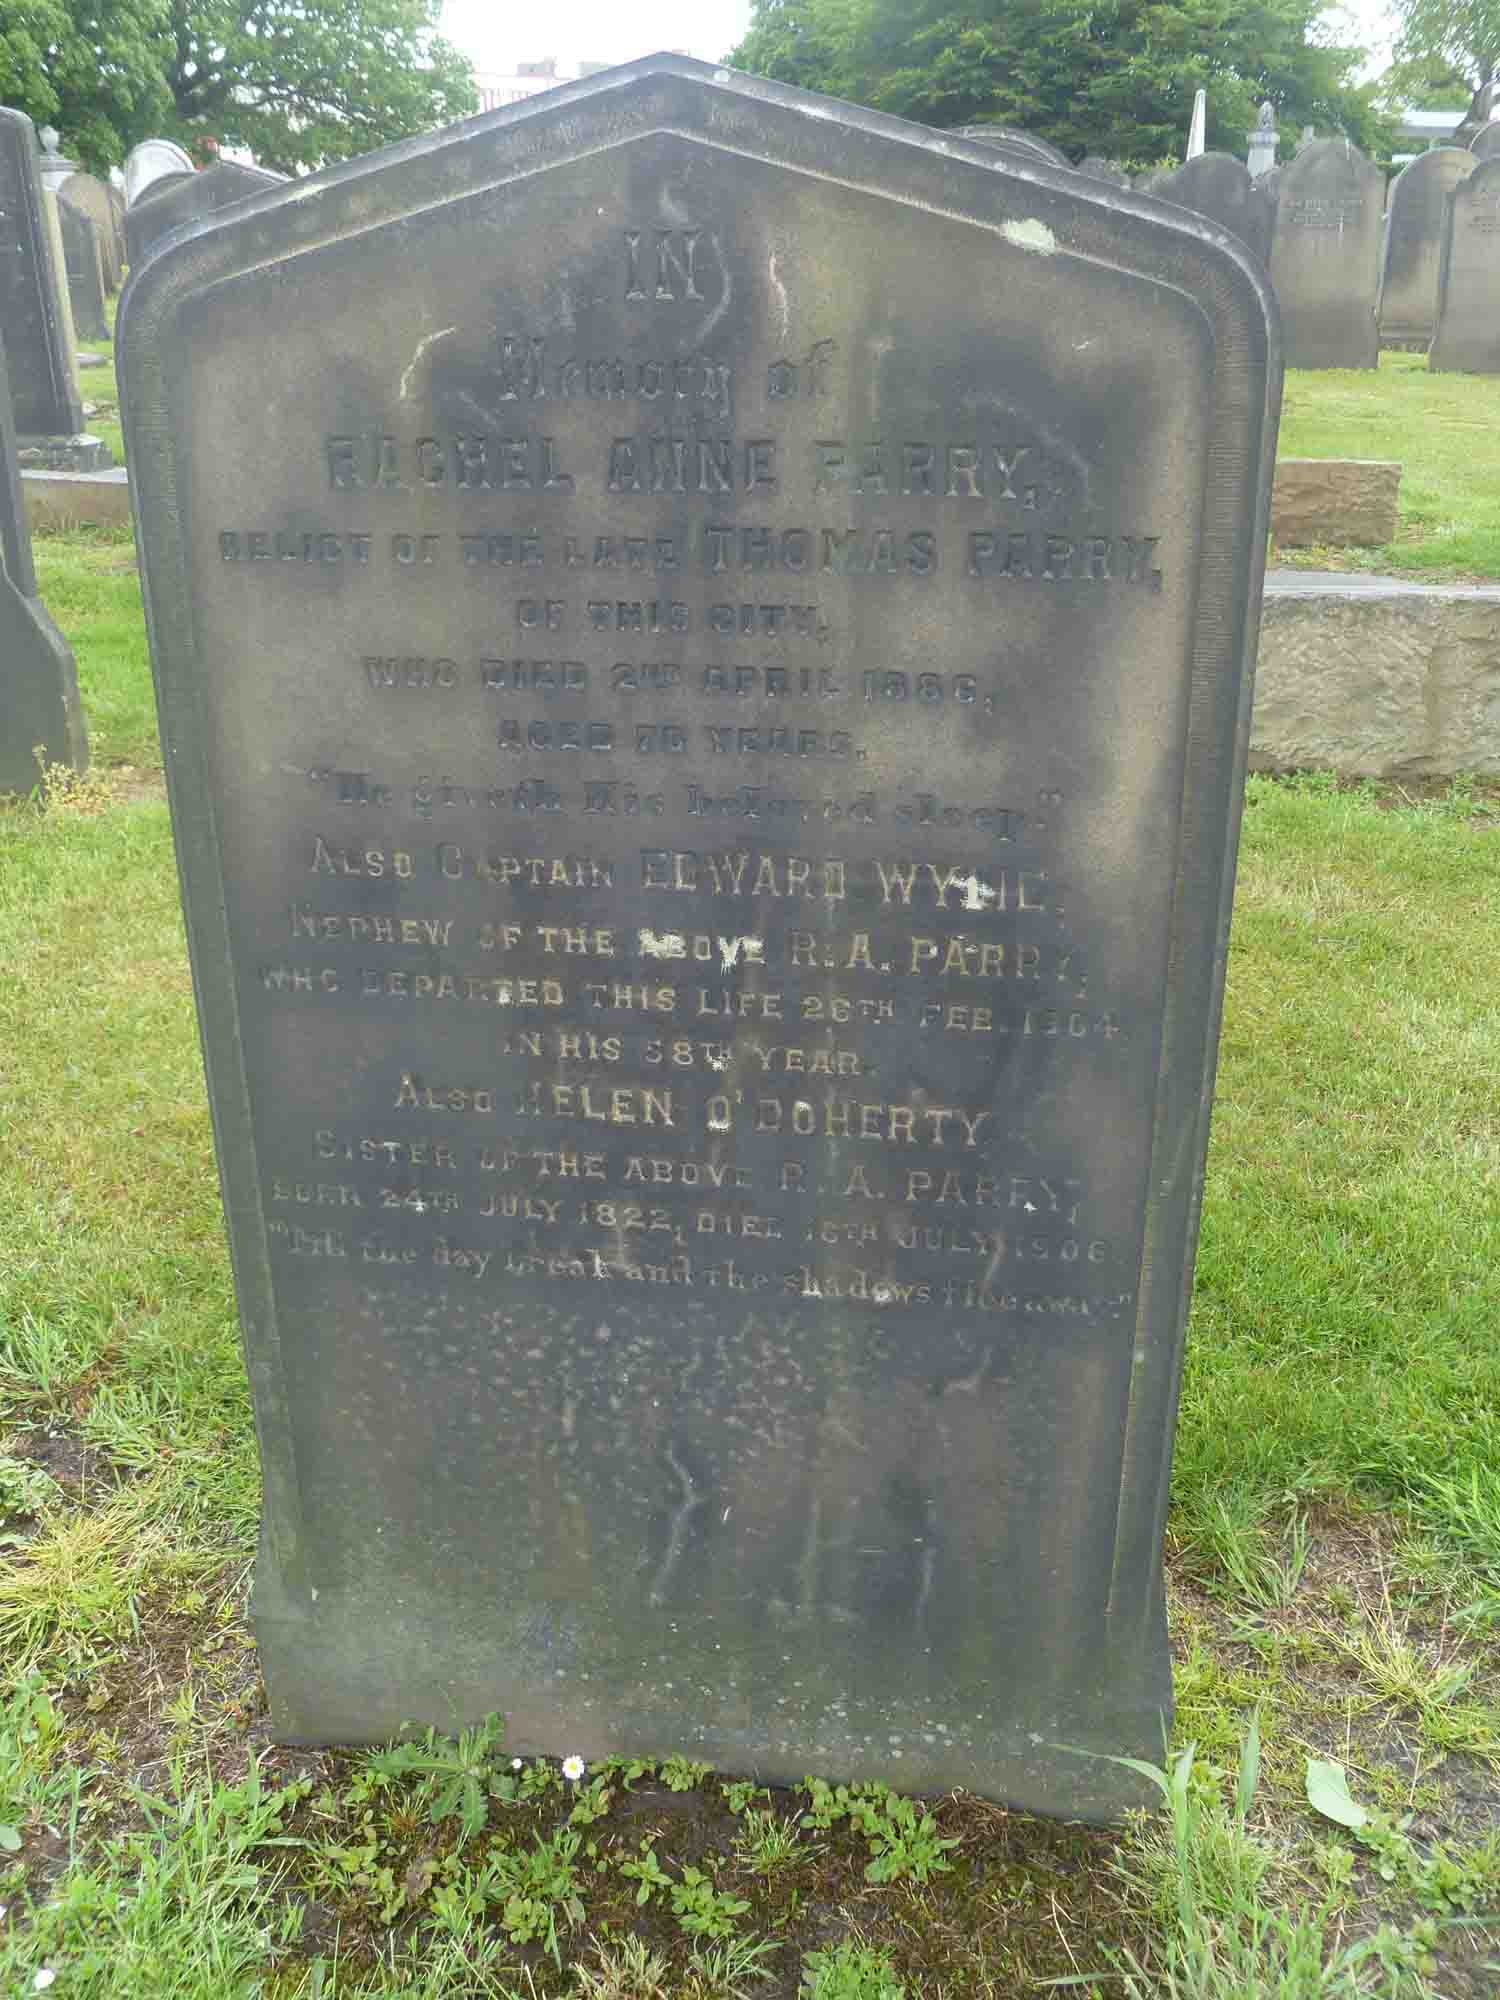 IN
Memory of
RACHEL ANNE PARRY,
RELICT OF THE LATE THOMAS PARRY,
OF THIS CITY,
WHO DIED 2ND APRIL 1886,
AGED YEARS.
"He giveth His beloved sleep."
ALSO CAPTAIN EDWARD WYLIE,
NEPHEW OF THE ABOVE R. A. PARRY,
WHO DEPARTED THIS LIFE 26TH FEB. 1904
IN HIS 58TH YEAR.
ALSO HELEN O'DOHERTY
SISTER OF THE ABOVE R. A. PARRY,
BORN 24TH JULY 1822, DIED JULY 1906.
"Till the day break and the shadows flee away."